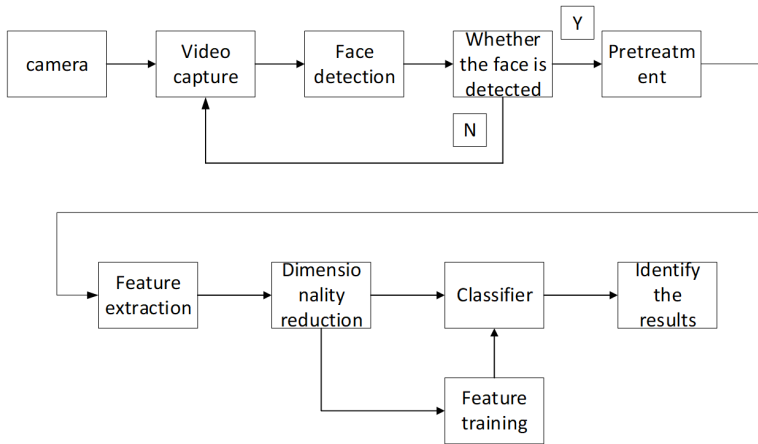 Y
camera
Video
capture
Face
detection
Whether
the face is
detected
Pretreatm
ent
N
Feature
extraction
Dimensio
nality
reduction
Classifier
Identify
the
results
Feature
training